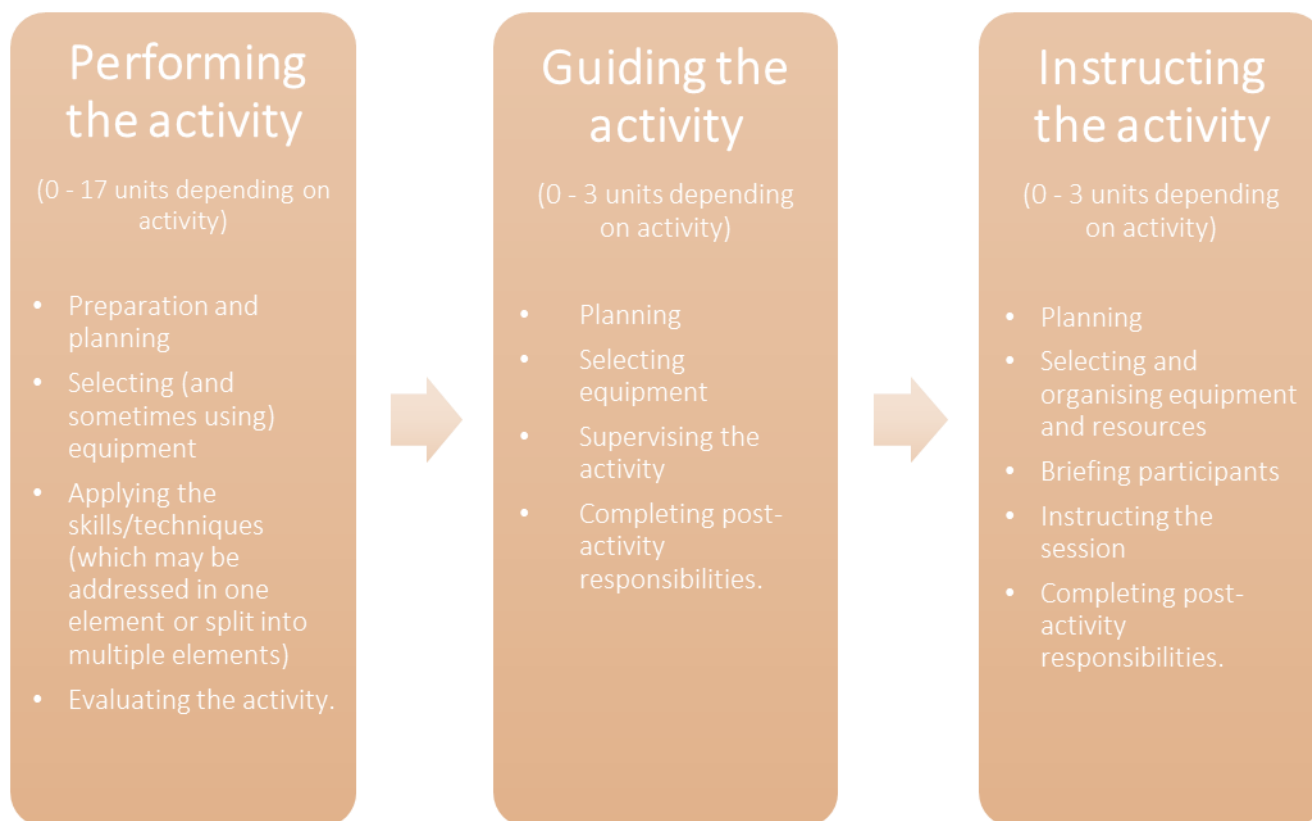 Performing
the activity
(0 - 17 units depending on
activity)
• Preparation and
planning
• Selecting (and
sometimes using)
equipment
• Applying the
skills/techniques
(which may be
addressed in one
element or split into
multiple elements)
• Evaluating the activity.
Guiding the
activity
(0 - 3 units depending
on activity)
• Planning
• Selecting
equipment
• Supervising the
activity
• Completing post-
activity
responsibilities.
Instructing
the activity
(0 - 3 units depending
on activity)
• Planning
• Selecting and
organising equipment
and resources
• Briefing participants
• Instructing the
session
• Completing post-
activity
responsibilities.